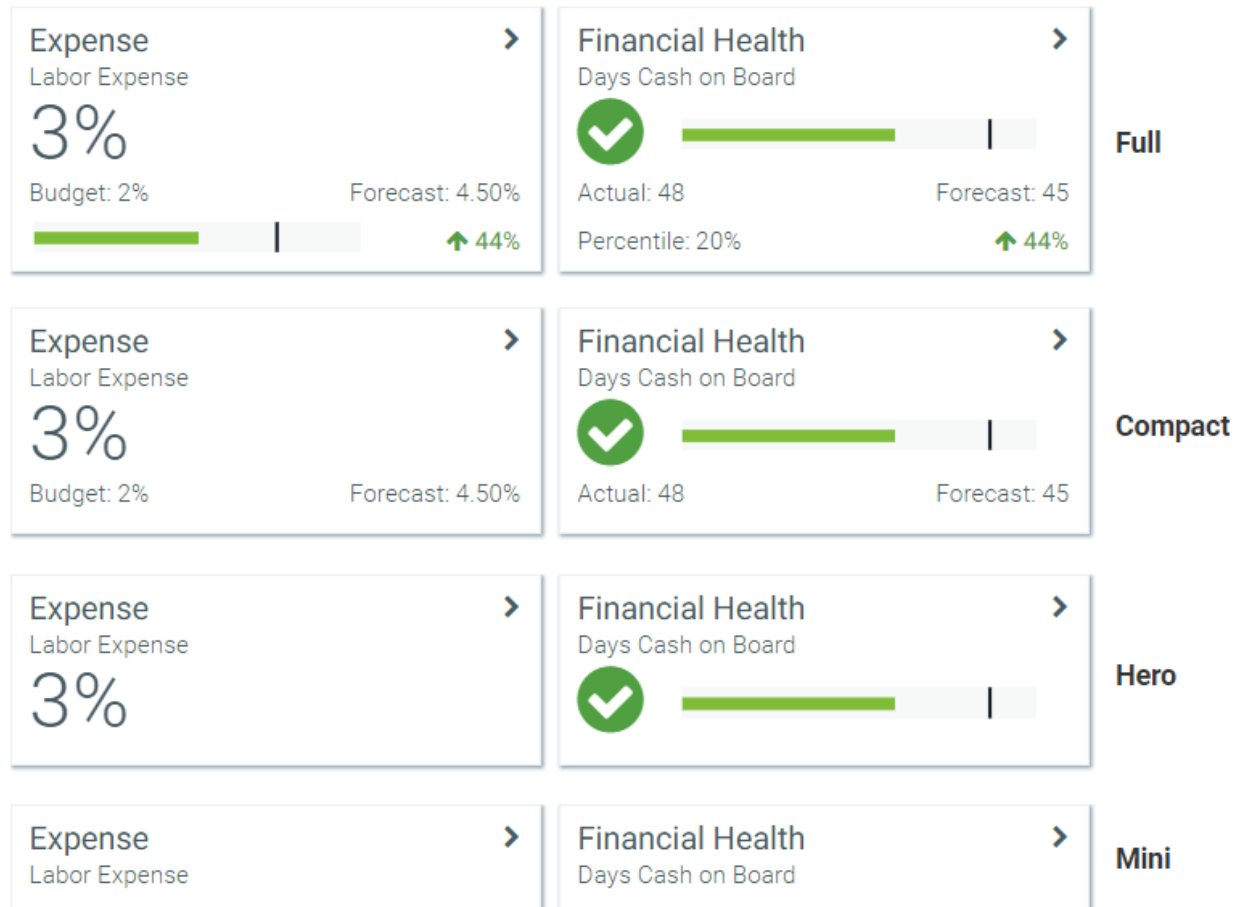 Expense
Labor Expense
3%
Budget: 2% Forecast: 4.50%
44%
Financial Health
Days Cash on Board
Actual: 48 Forecast: 45
Percentile: 20% 44%
Full
Expense
Labor Expense
3%
Budget: 2% Forecast: 4.50%
Financial Health
Days Cash on Board
Actual: 48 Forecast: 45
Compact
Expense
Labor Expense
3%
Financial Health
Days Cash on Board
Hero
Expense
Labor Expense
Financial Health
Days Cash on Board
Mini